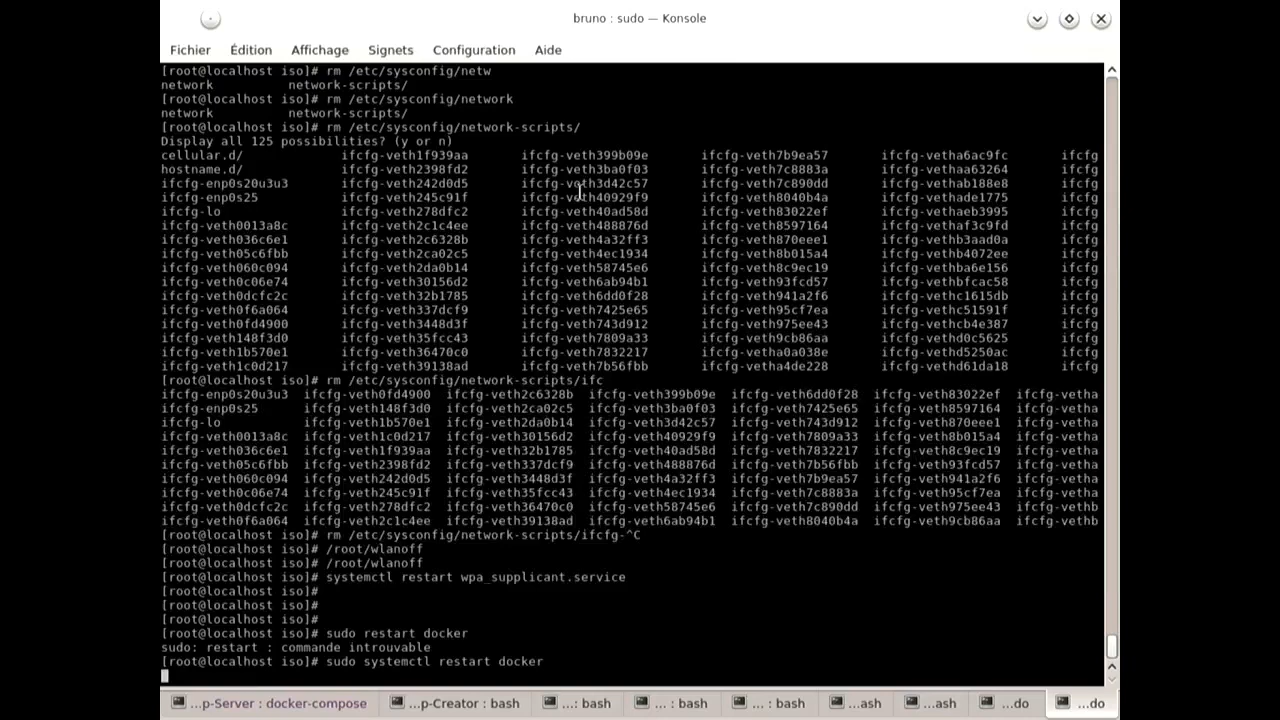 bruno : sudo — Konsole
Fichier Édition Affichage Signets Configuration Aide
[root@localhost iso]# rm /etc/sysconfig/netw
network network-scripts/
[root@localhost iso]# rm /etc/sysconfig/network
network network-scripts/
[root@localhost iso]# rm /etc/sysconfig/network-scripts/
Display all 125 possibilities? (y or n)
cellular.d/ ifcfg-veth1f939aa ifcfg-veth399b09e ifcfg-veth7b9ea57 ifcfg-vetha6ac9fc ifcfg
hostname.d/ ifcfg-veth2398fd2 ifcfg-veth3ba0f03 ifcfg-veth7c8883a ifcfg-vethaa63264 ifcfg
ifcfg-enp0s20u3u3 ifcfg-veth242d0d5 ifcfg-veth3d42c57 ifcfg-veth7c890dd ifcfg-vethab188e8 ifcfg
ifcfg-enp0s25 ifcfg-veth245c91f ifcfg-veth40929f9 ifcfg-veth8040b4a ifcfg-vethade1775 ifcfg
ifcfg-lo ifcfg-veth278dfc2 ifcfg-veth40ad58d ifcfg-veth83022ef ifcfg-vethaeb3995 ifcfg
ifcfg-veth0013a8c ifcfg-veth2c1c4ee ifcfg-veth488876d ifcfg-veth8597164 ifcfg-vethaf3c9fd ifcfg
ifcfg-veth036c6e1 ifcfg-veth2c6328b ifcfg-veth4a32ff3 ifcfg-veth870eee1 ifcfg-vethb3aad0a ifcfg
ifcfg-veth05c6fbb ifcfg-veth2ca02c5 ifcfg-veth4ec1934 ifcfg-veth8b015a4 ifcfg-vethb4072ee ifcfg
ifcfg-veth060c094 ifcfg-veth2da0b14 ifcfg-veth58745e6 ifcfg-veth8c9ec19 ifcfg-vethba6e156 ifcfg
ifcfg-veth0c06e74 ifcfg-veth30156d2 ifcfg-veth6ab94b1 ifcfg-veth93fcd57 ifcfg-vethbfcac58 ifcfg
ifcfg-veth0dcfc2c ifcfg-veth32b1785 ifcfg-veth6dd0f28 ifcfg-veth941a2f6 ifcfg-vethc1615db ifcfg
ifcfg-veth0f6a064 ifcfg-veth337dcf9 ifcfg-veth7425e65 ifcfg-veth95cf7ea ifcfg-vethc51591f ifcfg
ifcfg-veth0fd4900 ifcfg-veth3448d3f ifcfg-veth743d912 ifcfg-veth975ee43 ifcfg-vethcb4e387 ifcfg
ifcfg-veth148f3d0 ifcfg-veth35fcc43 ifcfg-veth7809a33 ifcfg-veth9cb86aa ifcfg-vethd0c5625 ifcfg
ifcfg-veth1b570e1 ifcfg-veth36470c0 ifcfg-veth7832217 ifcfg-vetha0a038e ifcfg-vethd5250ac ifcfg
ifcfg-veth1c0d217 ifcfg-veth39138ad ifcfg-veth7b56fbb ifcfg-vetha4de228 ifcfg-vethd61da18 ifcfg
[root@localhost iso]# rm /etc/sysconfig/network-scripts/ifc
ifcfg-enp0s20u3u3 ifcfg-veth0fd4900 ifcfg-veth2c6328b ifcfg-veth399b09e ifcfg-veth6dd0f28 ifcfg-veth83022ef ifcfg-vetha
ifcfg-enp0s25 ifcfg-veth148f3d0 ifcfg-veth2ca02c5 ifcfg-veth3ba0f03 ifcfg-veth7425e65 ifcfg-veth8597164 ifcfg-vetha
ifcfg-lo ifcfg-veth1b570e1 ifcfg-veth2da0b14 ifcfg-veth3d42c57 ifcfg-veth743d912 ifcfg-veth870eee1 ifcfg-vetha
ifcfg-veth0013a8c ifcfg-veth1c0d217 ifcfg-veth30156d2 ifcfg-veth40929f9 ifcfg-veth7809a33 ifcfg-veth8b015a4 ifcfg-vetha
ifcfg-veth036c6e1 ifcfg-veth1f939aa ifcfg-veth32b1785 ifcfg-veth40ad58d ifcfg-veth7832217 ifcfg-veth8c9ec19 ifcfg-vetha
ifcfg-veth05c6fbb ifcfg-veth2398fd2 ifcfg-veth337dcf9 ifcfg-veth488876d ifcfg-veth7b56fbb ifcfg-veth93fcd57 ifcfg-vetha
ifcfg-veth060c094 ifcfg-veth242d0d5 ifcfg-veth3448d3f ifcfg-veth4a32ff3 ifcfg-veth7b9ea57 ifcfg-veth941a2f6 ifcfg-vetha
ifcfg-veth0c06e74 ifcfg-veth245c91f ifcfg-veth35fcc43 ifcfg-veth4ec1934 ifcfg-veth7c8883a ifcfg-veth95cf7ea ifcfg-vetha
ifcfg-veth0dcfc2c ifcfg-veth278dfc2 ifcfg-veth36470c0 ifcfg-veth58745e6 ifcfg-veth7c890dd ifcfg-veth975ee43 ifcfg-vethb
ifcfg-veth0f6a064 ifcfg-veth2c1c4ee ifcfg-veth39138ad ifcfg-veth6ab94b1 ifcfg-veth8040b4a ifcfg-veth9cb86aa ifcfg-vethb
[root@localhost iso]# rm /etc/sysconfig/network-scripts/ifcfg-^C
[root@localhost iso]# /root/wlanoff
[root@localhost iso]# /root/wlanoff
[root@localhost iso]# systemctl restart wpa_supplicant.service
[root@localhost iso]#
[root@localhost iso]#
[root@localhost iso]#
[root@localhost iso]# sudo restart docker
sudo: restart : commande introuvable
[root@localhost iso]# sudo systemctl restart docker
...p-Server : docker-compose ...p-Creator : bash ...: bash ... : bash ... : bash ...ash ...ash ...do ...do